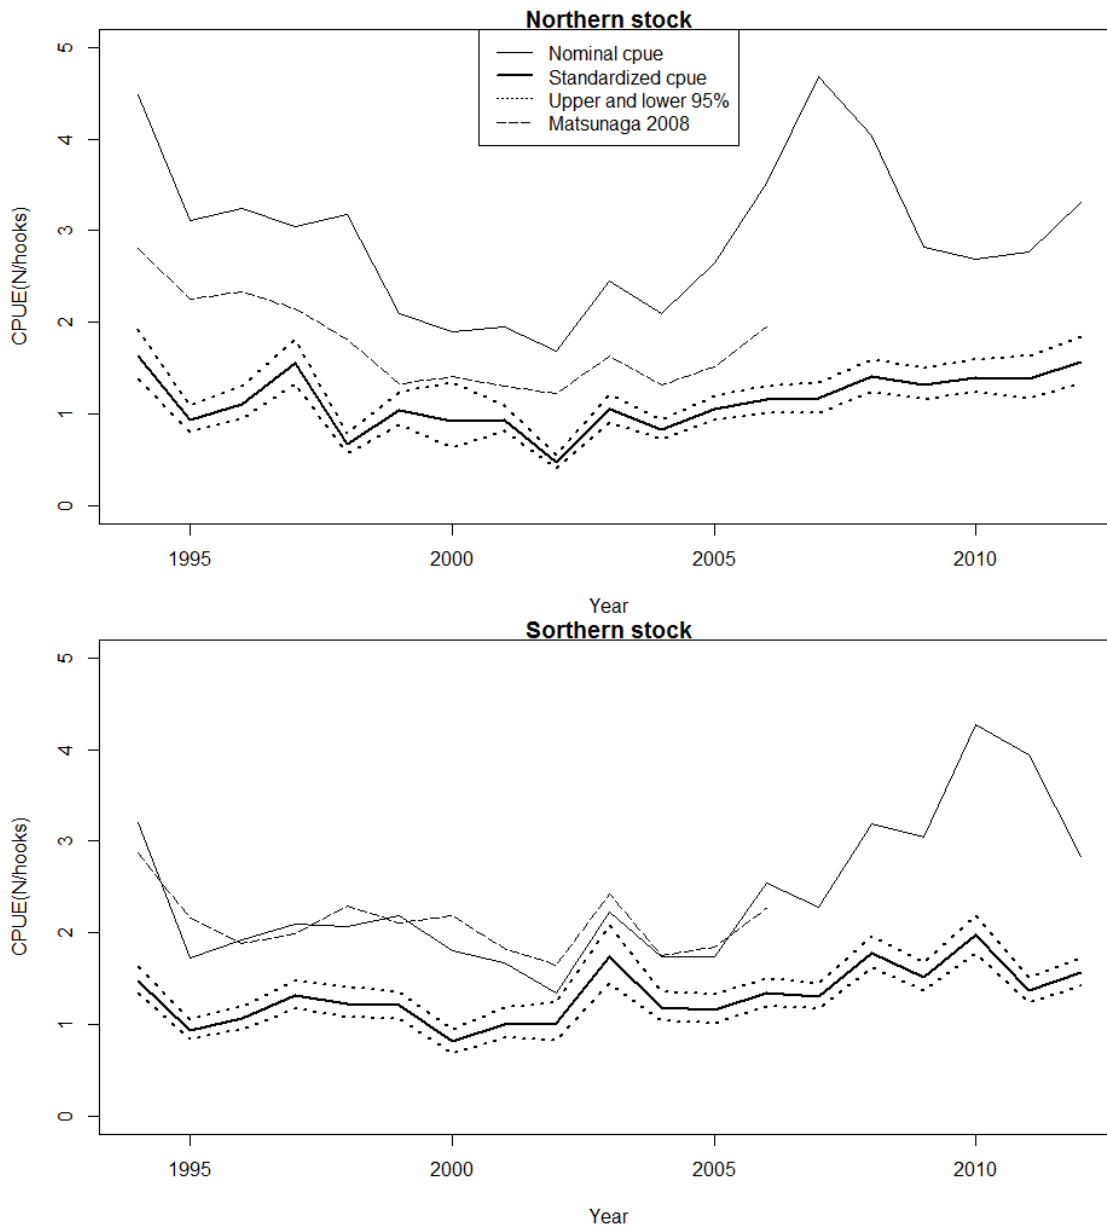 Northern stock
Nominal cpue
Standardized cpue
Upper and lower 95%
Matsunaga 2008
CPUE(N/hooks)
5
4
3
2
1
0
1995 2000 2005 2010
Year
Sorthern stock
CPUE(N/hooks)
5
4
3
2
1
0
1995 2000 2005 2010
Year